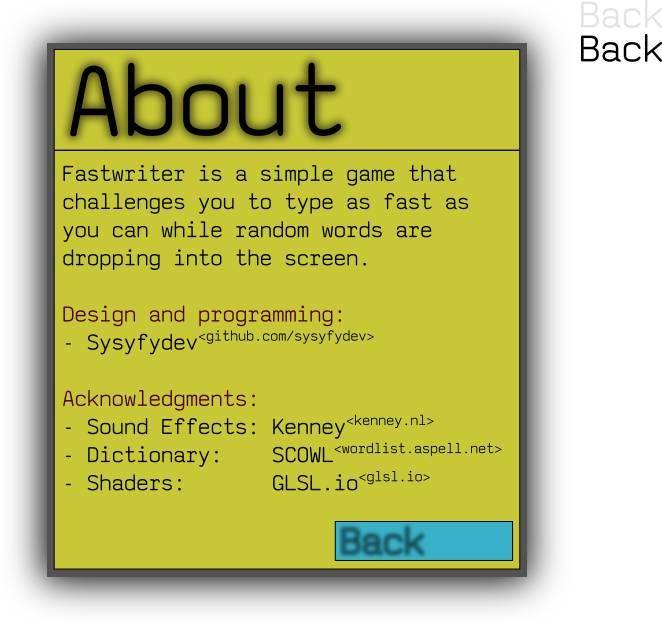 Back
Back
About
Fastwriter is a simple game that
challenges you to type as fast as
you can while random words are
dropping into the screen.
Design and programming:
- Sysyfydev<github.com/sysyfydev>
Acknowledgments:
- Sound Effects: Kenney<kenney.nl>
- Dictionary: SCOWL<wordlist.aspell.net>
- Shaders: GLSL.io<glsl.io>
Back